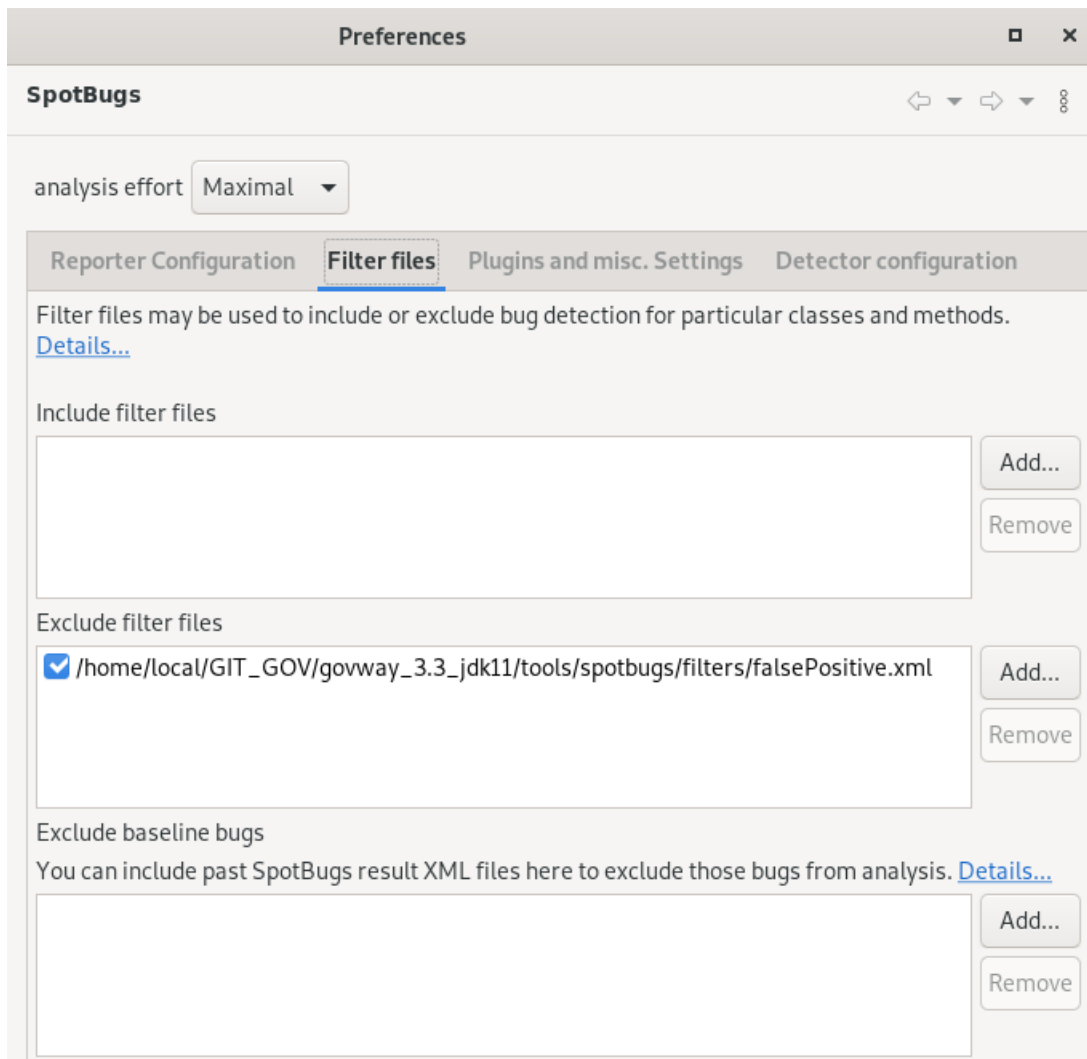 Preferences
SpotBugs
analysis effort Maximal
Reporter Configuration Filter files Plugins and misc. Settings Detector configuration
Filter files may be used to include or exclude bug detection for particular classes and methods.
Details...
Include filter files
Add...
Remove
Exclude filter files
/home/local/GIT_GOV/govway_3.3_jdk11/tools/spotbugs/filters/falsePositive.xml
Add...
Remove
Exclude baseline bugs
You can include past SpotBugs result XML files here to exclude those bugs from analysis. Details...
Add...
Remove